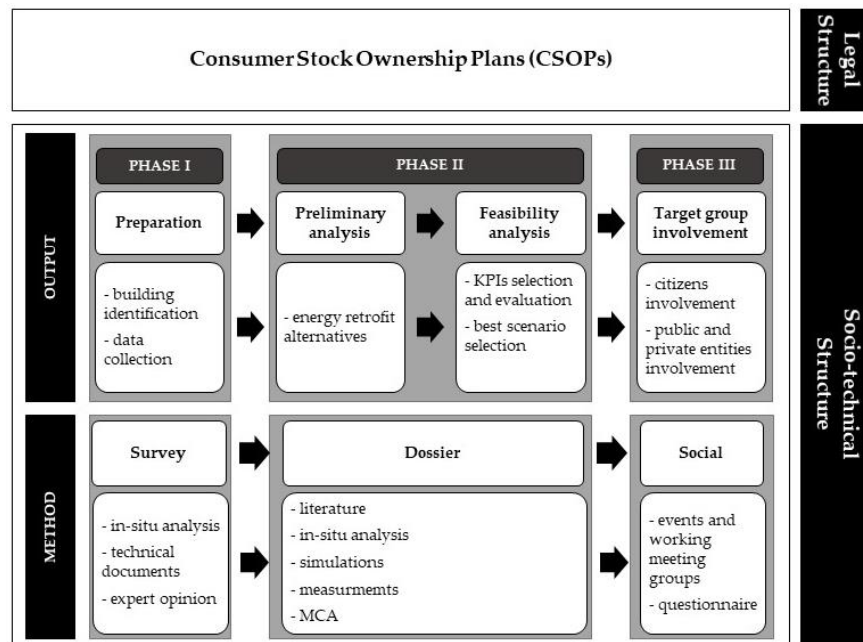 Consumer Stock Ownership Plans (CSOPs)
Legal
Structure
OUTPUT
PHASE I
PHASE II
PHASE III
Preparation
Preliminary
analysis
Feasibility
analysis
Target group
involvement
- building
identification
- data
collection
- energy retrofit
alternatives
- KPIs selection
and evaluation
- best scenario
selection
- citizens
involvement
- public and
private entities
involvement
Socio-technical
Structure
METHOD
Survey
Dossier
Social
- in-situ analysis
- technical
documents
- expert opinion
- literature
- in-situ analysis
- simulations
- measurmemts
- MCA
- events and
working
meeting
groups
- questionnaire